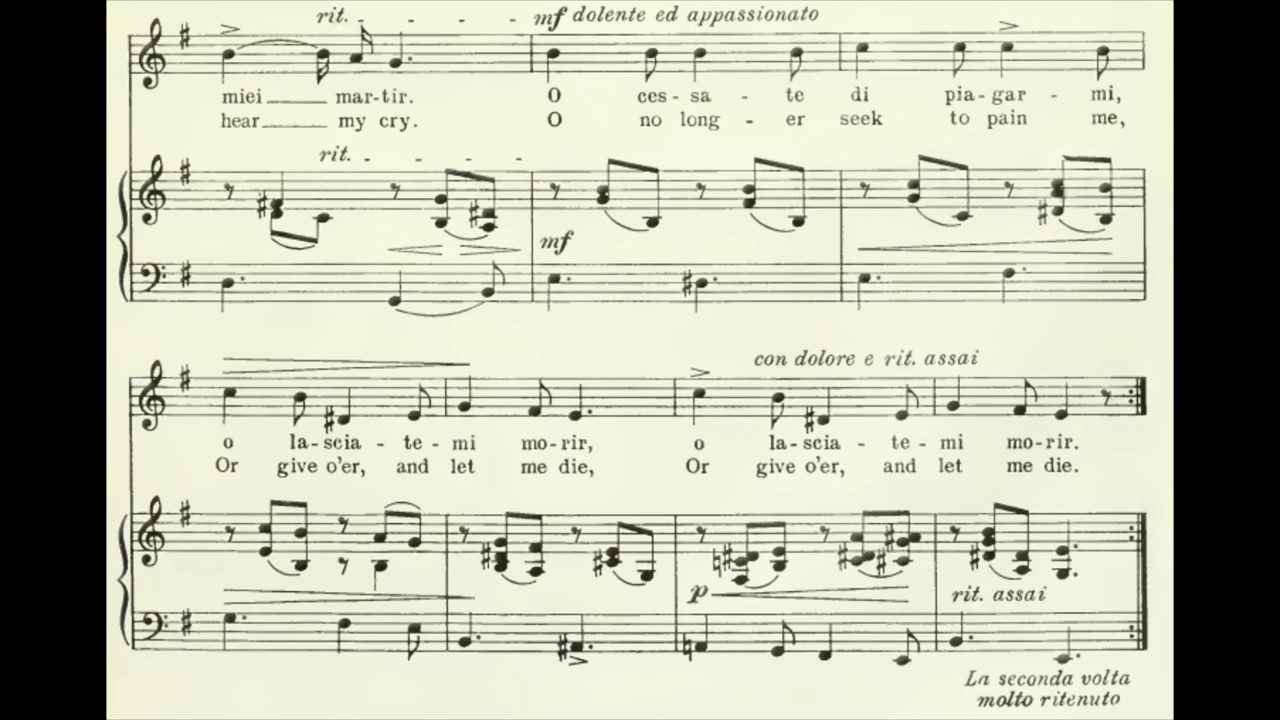 rit. - - - - mf dolente ed appassionato
miei____ mar-tir. O ces-sa - te di pia-gar - mi,
hear____ my cry. O no long - er seek to pain me,
rit. - - - -
mf
con dolore e rit. assai
o la-scia - te - mi mo-rir, o la-scia - te - mi mo-rir.
Or give o'er, and let me die, Or give o'er, and let me die.
p rit. assai
La seconda volta
molto ritenuto